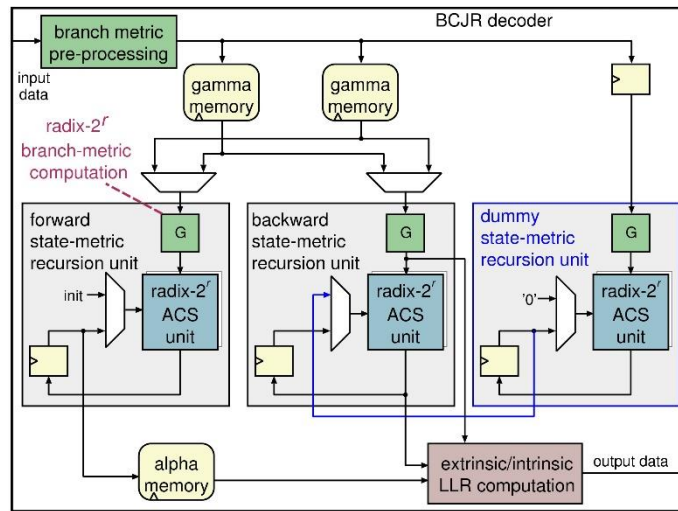 BCJR decoder
branch metric
pre-processing
input
data
gamma
memory
gamma
memory
radix-2^r
branch-metric
computation
forward
state-metric
recursion unit
G
init
radix-2^r
ACS
unit
backward
state-metric
recursion unit
G
radix-2^r
ACS
unit
dummy
state-metric
recursion unit
G
'0'
radix-2^r
ACS
unit
alpha
memory
extrinsic/intrinsic
LLR computation
output data